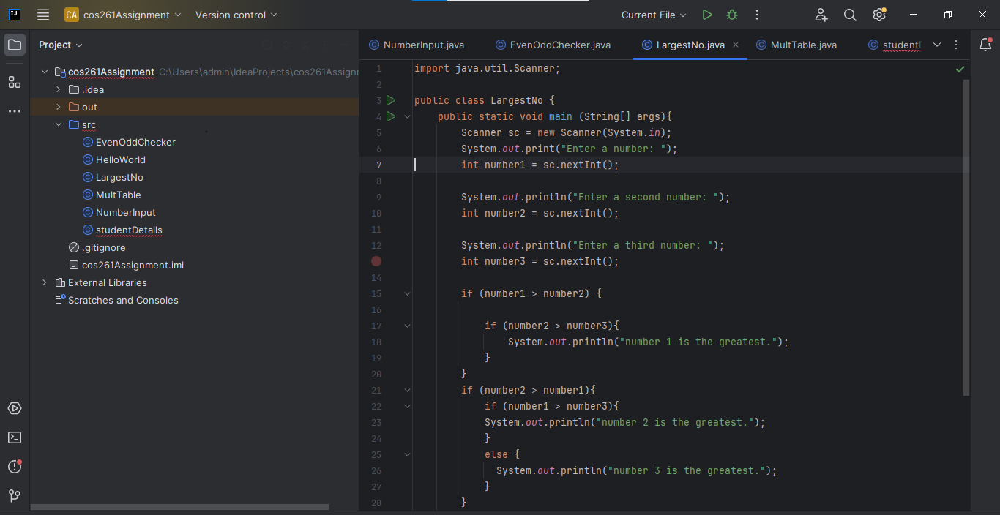 CA cos261Assignment Version control Current File
Project
cos261Assignment C:\Users\admin\IdeaProjects\cos261Assignm
.idea
out
src
EvenOddChecker
HelloWorld
LargestNo
MultTable
NumberInput
studentDetails
.gitignore
cos261Assignment.iml
External Libraries
Scratches and Consoles
NumberInput.java EvenOddChecker.java LargestNo.java MultTable.java student
1 import java.util.Scanner;
2
3 public class LargestNo {
4     public static void main (String[] args){
5         Scanner sc = new Scanner(System.in);
6         System.out.print("Enter a number: ");
7         int number1 = sc.nextInt();
8
9         System.out.println("Enter a second number: ");
10         int number2 = sc.nextInt();
11
12         System.out.println("Enter a third number: ");
        int number3 = sc.nextInt();
14
15         if (number1 > number2) {
16
17             if (number2 > number3){
18                 System.out.println("number 1 is the greatest.");
19             }
20         }
21         if (number2 > number1){
22             if (number1 > number3){
23             System.out.println("number 2 is the greatest.");
24             }
25             else {
26               System.out.println("number 3 is the greatest.");
27             }
28         }